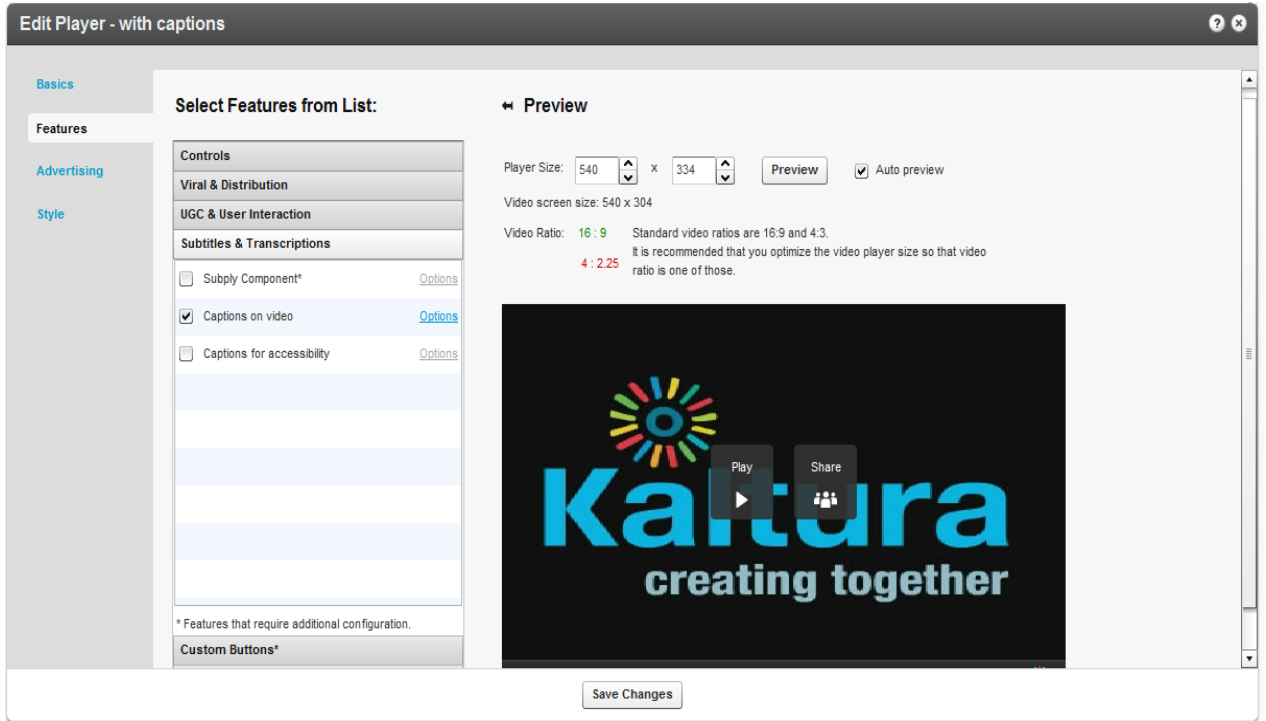 Edit Player - with captions
?
Basics
Features
Advertising
Style
Select Features from List:
Controls
Viral & Distribution
UGC & User Interaction
Subtitles & Transcriptions
Subply Component* Options
Captions on video Options
Captions for accessibility Options
* Features that require additional configuration.
Custom Buttons*
Preview
Player Size: 540 x 334 Preview Auto preview
Video screen size: 540 x 304
Video Ratio: 16 : 9 Standard video ratios are 16:9 and 4:3.
It is recommended that you optimize the video player size so that video
4 : 2.25 ratio is one of those.
Play Share
Kaltura
creating together
Save Changes